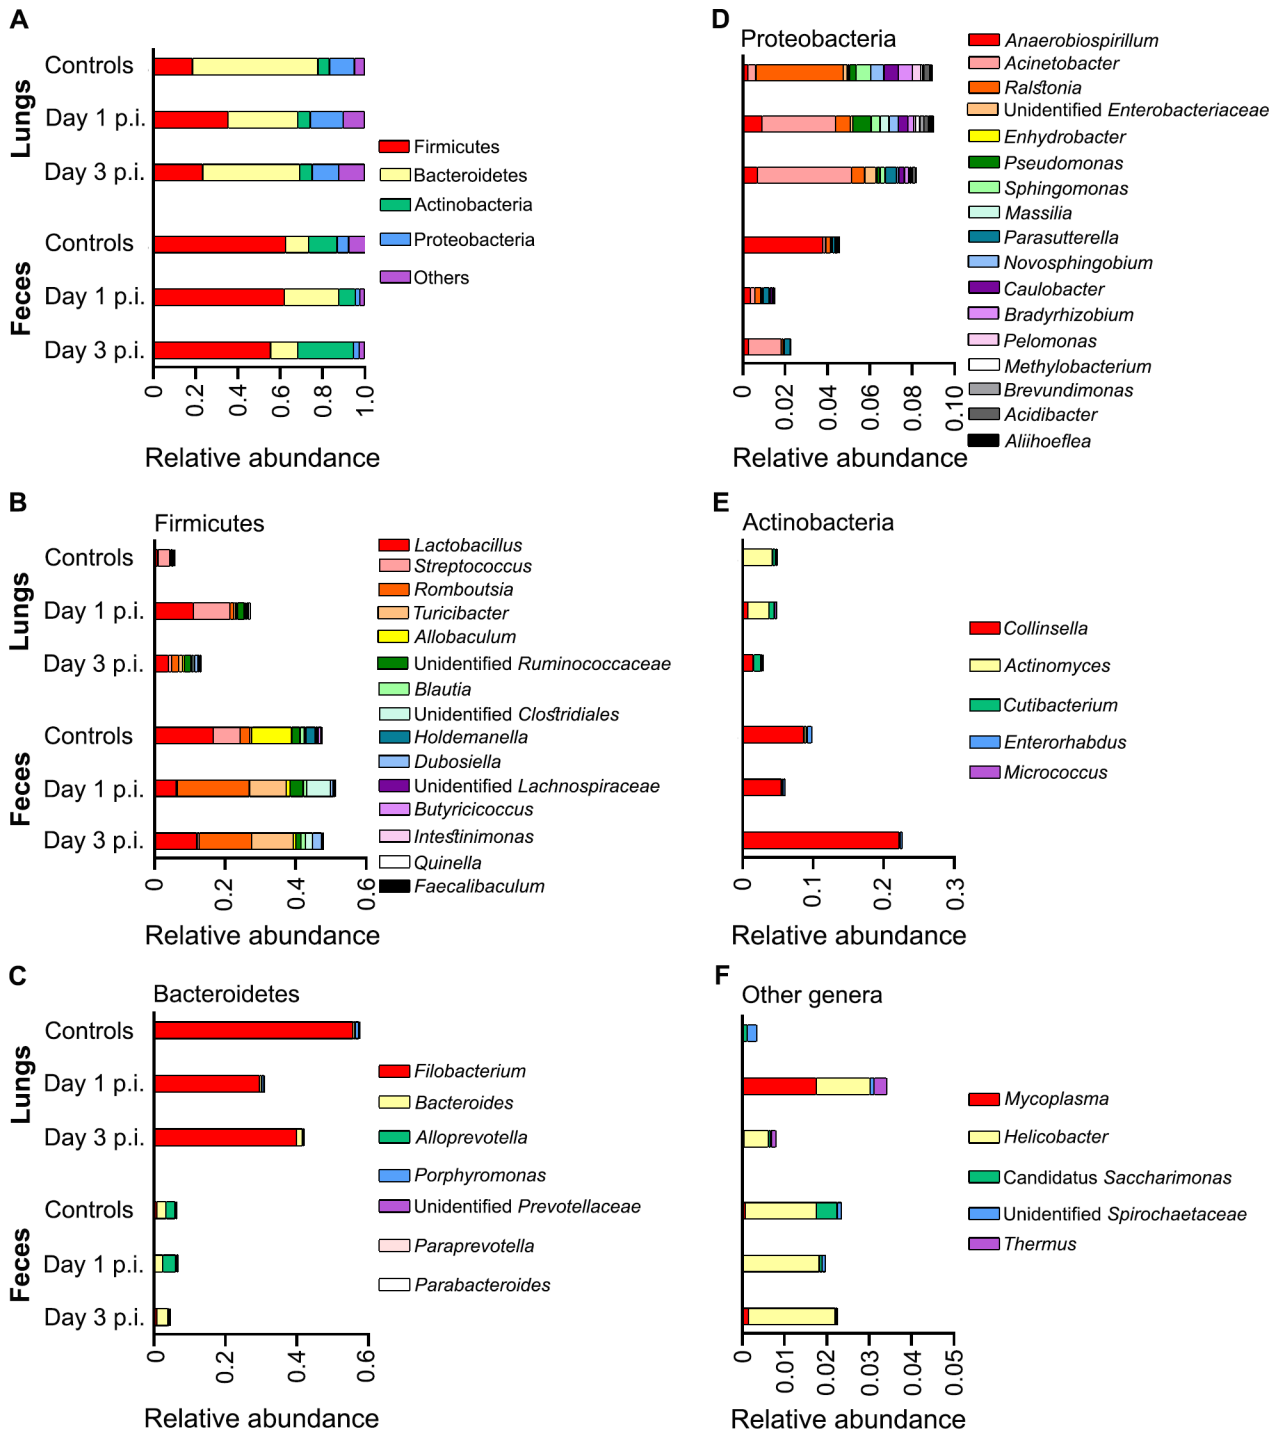 A
Lungs
Controls
Day 1 p.i.
Day 3 p.i.
Feces
Controls
Day 1 p.i.
Day 3 p.i.
0
0.2
0.4
0.6
0.8
1.0
Relative abundance
Firmicutes
Bacteroidetes
Actinobacteria
Proteobacteria
Others
D
Proteobacteria
0
0.02
0.04
0.06
0.08
0.10
Relative abundance
Anaerobiospirillum
Acinetobacter
Ralstonia
Unidentified Enterobacteriaceae
Enhydrobacter
Pseudomonas
Sphingomonas
Massilia
Parasutterella
Novosphingobium
Caulobacter
Bradyrhizobium
Pelomonas
Methylobacterium
Brevundimonas
Acidibacter
Aliihoeflea
B
Firmicutes
Lungs
Controls
Day 1 p.i.
Day 3 p.i.
Feces
Controls
Day 1 p.i.
Day 3 p.i.
0
0.2
0.4
0.6
Relative abundance
Lactobacillus
Streptococcus
Romboutsia
Turicibacter
Allobaculum
Unidentified Ruminococcaceae
Blautia
Unidentified Clostridiales
Holdemanella
Dubosiella
Unidentified Lachnospiraceae
Butyricicoccus
Intestinimonas
Quinella
Faecalibaculum
E
Actinobacteria
0
0.1
0.2
0.3
Relative abundance
Collinsella
Actinomyces
Cutibacterium
Enterorhabdus
Micrococcus
C
Bacteroidetes
Lungs
Controls
Day 1 p.i.
Day 3 p.i.
Feces
Controls
Day 1 p.i.
Day 3 p.i.
0
0.2
0.4
0.6
Relative abundance
Filobacterium
Bacteroides
Alloprevotella
Porphyromonas
Unidentified Prevotellaceae
Paraprevotella
Parabacteroides
F
Other genera
0
0.01
0.02
0.03
0.04
0.05
Relative abundance
Mycoplasma
Helicobacter
Candidatus Saccharimonas
Unidentified Spirochaetaceae
Thermus